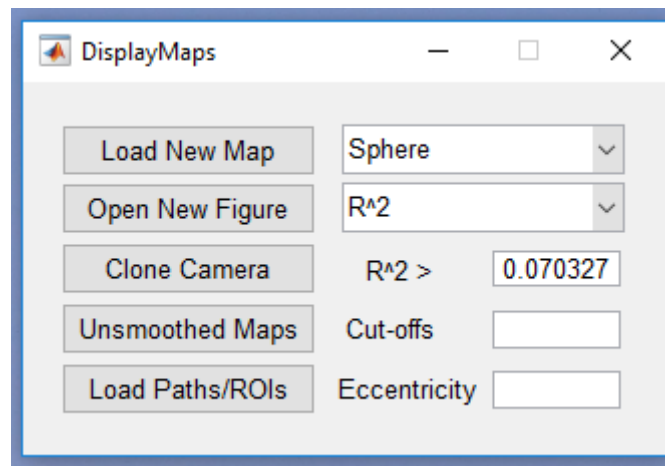 DisplayMaps
Load New Map Sphere
Open New Figure R^2
Clone Camera R^2 > 0.070327
Unsmoothed Maps Cut-offs
Load Paths/ROIs Eccentricity